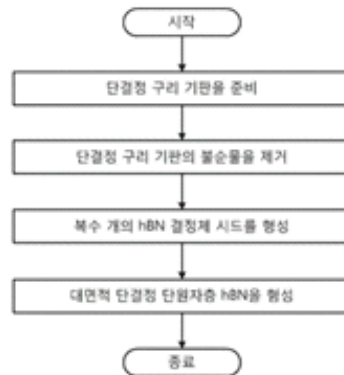 시작
단결정 구리 기판을 준비
단결정 구리 기판의 불순물을 제거
복수 개의 hBN 결정체 시드를 형성
대면적 단결정 단원자층 hBN을 형성
종료